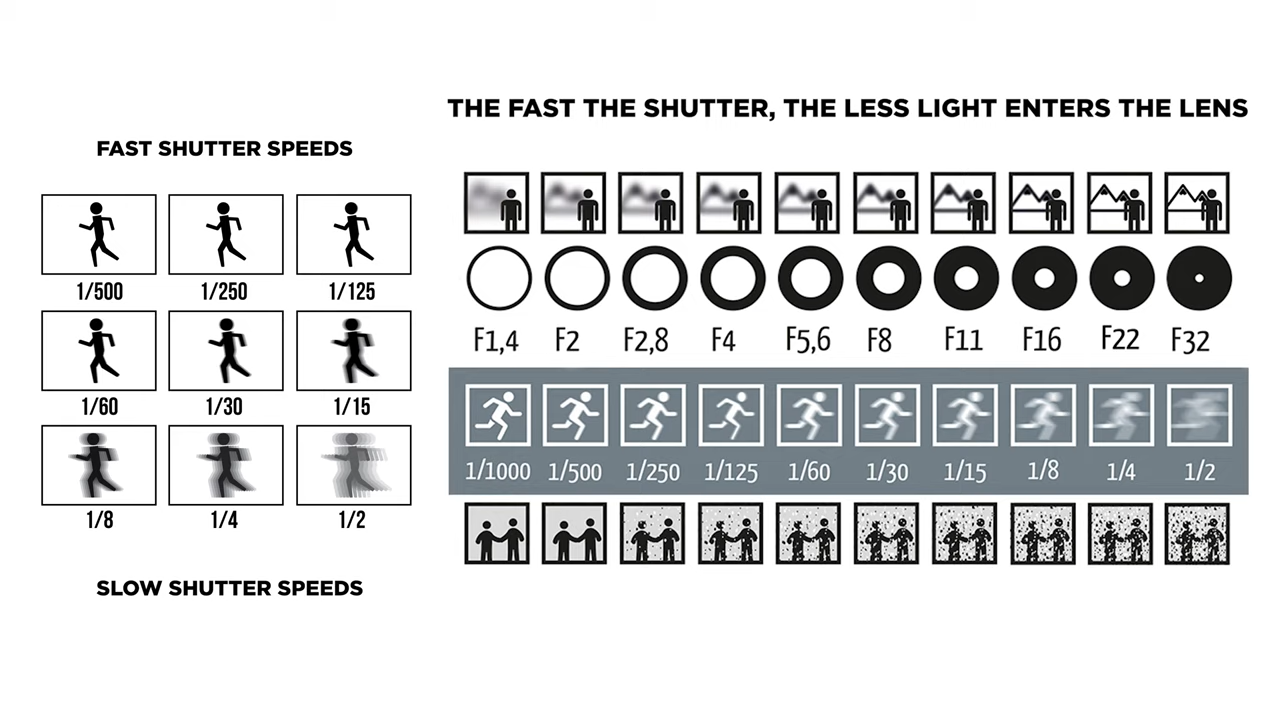 THE FAST THE SHUTTER, THE LESS LIGHT ENTERS THE LENS
FAST SHUTTER SPEEDS
1/500 1/250 1/125
1/60 1/30 1/15
1/8 1/4 1/2
SLOW SHUTTER SPEEDS
F1,4 F2 F2,8 F4 F5,6 F8 F11 F16 F22 F32
1/1000 1/500 1/250 1/125 1/60 1/30 1/15 1/8 1/4 1/2